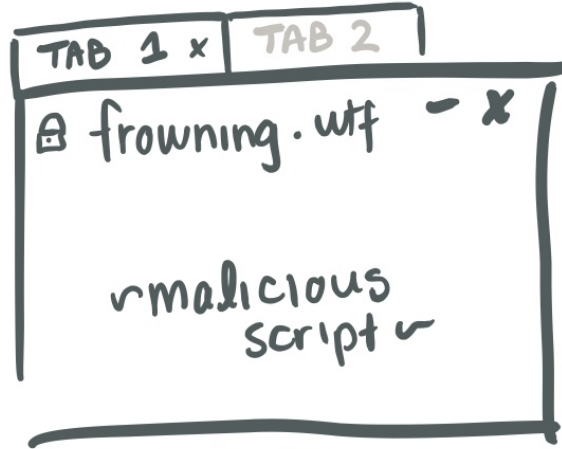 TAB 1 x TAB 2
frowning.wtf - x
~malicious
script~